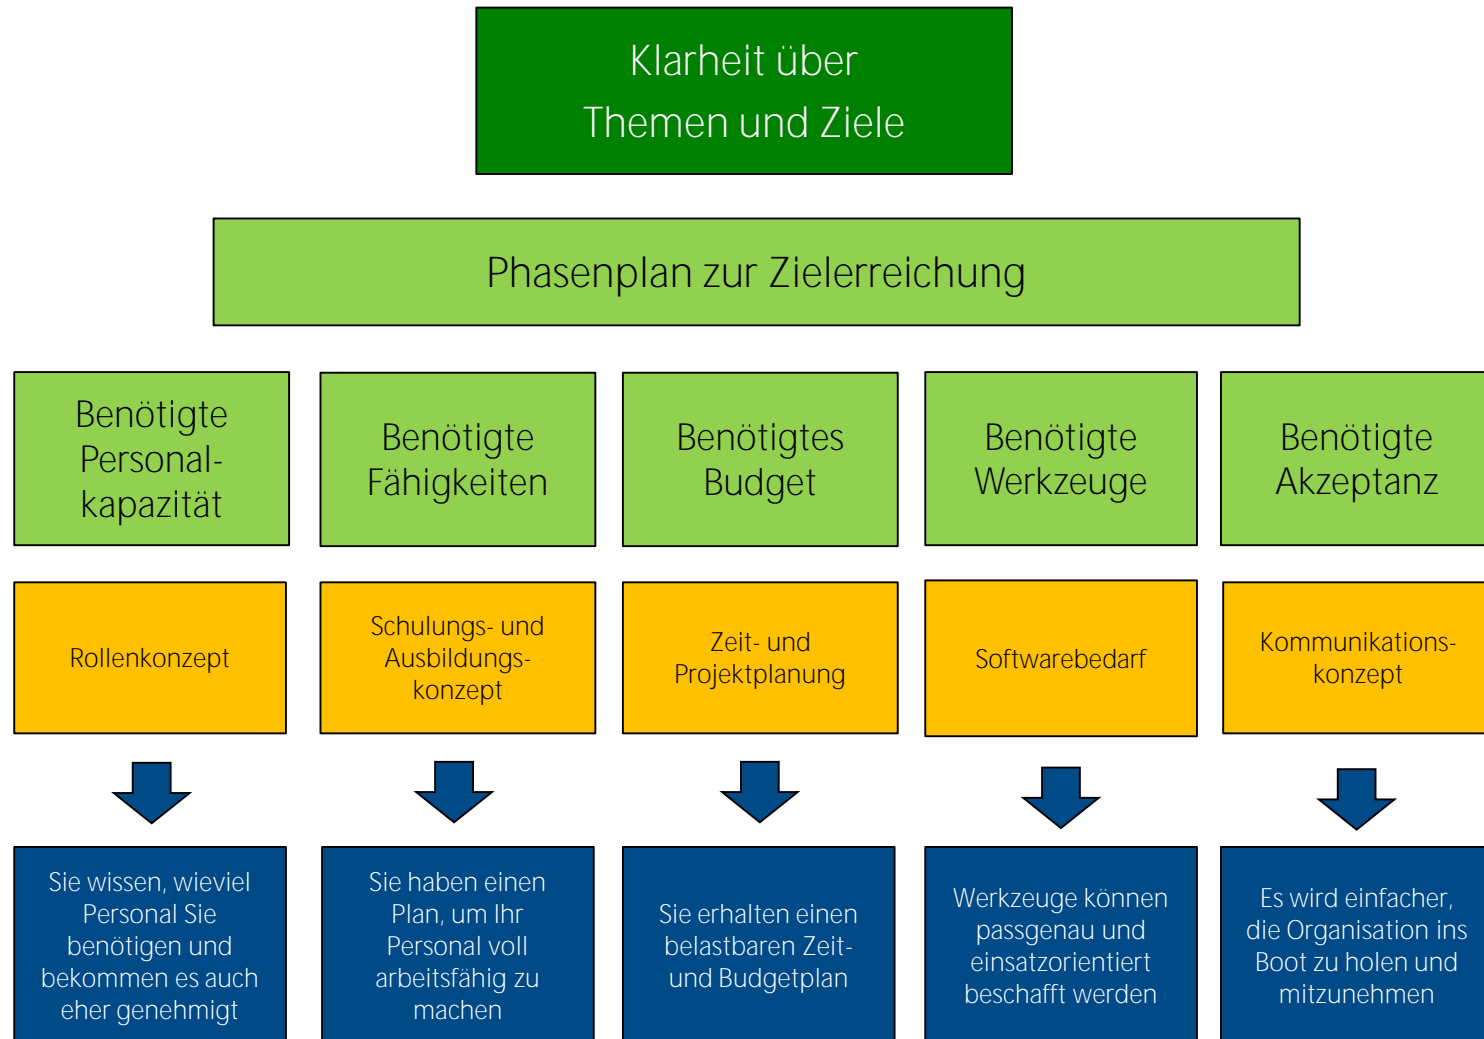 Klarheit über
Themen und Ziele
Phasenplan zur Zielerreichung
Benötigte
Personal-
kapazität
Benötigte
Fähigkeiten
Benötigtes
Budget
Benötigte
Werkzeuge
Benötigte
Akzeptanz
Rollenkonzept
Schulungs- und
Ausbildungs-
konzept
Zeit- und
Projektplanung
Softwarebedarf
Kommunikations-
konzept
Sie wissen, wieviel
Personal Sie
benötigen und
bekommen es auch
eher genehmigt
Sie haben einen
Plan, um Ihr
Personal voll
arbeitsfähig zu
machen
Sie erhalten einen
belastbaren Zeit-
und Budgetplan
Werkzeuge können
passgenau und
einsatzorientiert
beschafft werden
Es wird einfacher,
die Organisation ins
Boot zu holen und
mitzunehmen